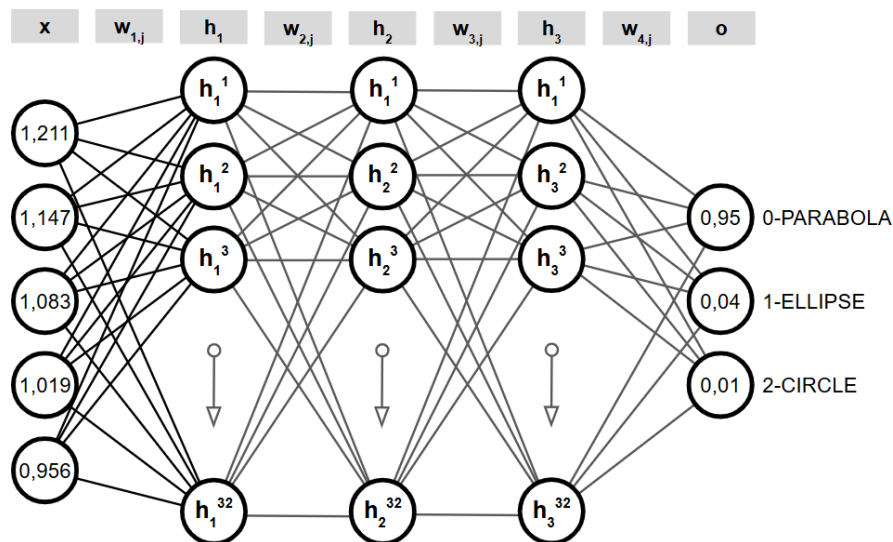 x w1,j h1 w2,j h2 w3,j h3 w4,j o
h1^1 h1^1 h1^1
1,211
h1^2 h2^2 h3^2
1,147 0,95 0-PARABOLA
h1^3 h2^3 h3^3
1,083 0,04 1-ELLIPSE
1,019 0,01 2-CIRCLE
0,956
h1^32 h2^32 h3^32